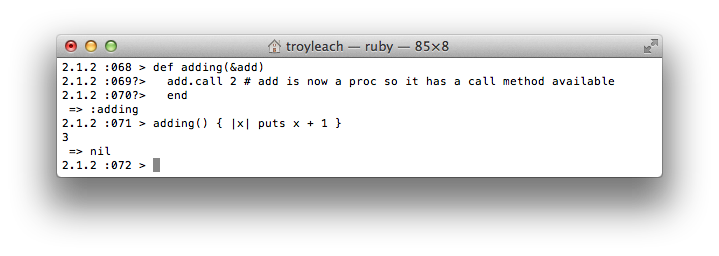 troyleach — ruby — 85×8
2.1.2 :068 > def adding(&add)
2.1.2 :069?>   add.call 2 # add is now a proc so it has a call method available
2.1.2 :070?>   end
 => :adding
2.1.2 :071 > adding() { |x| puts x + 1 }
3
 => nil
2.1.2 :072 >